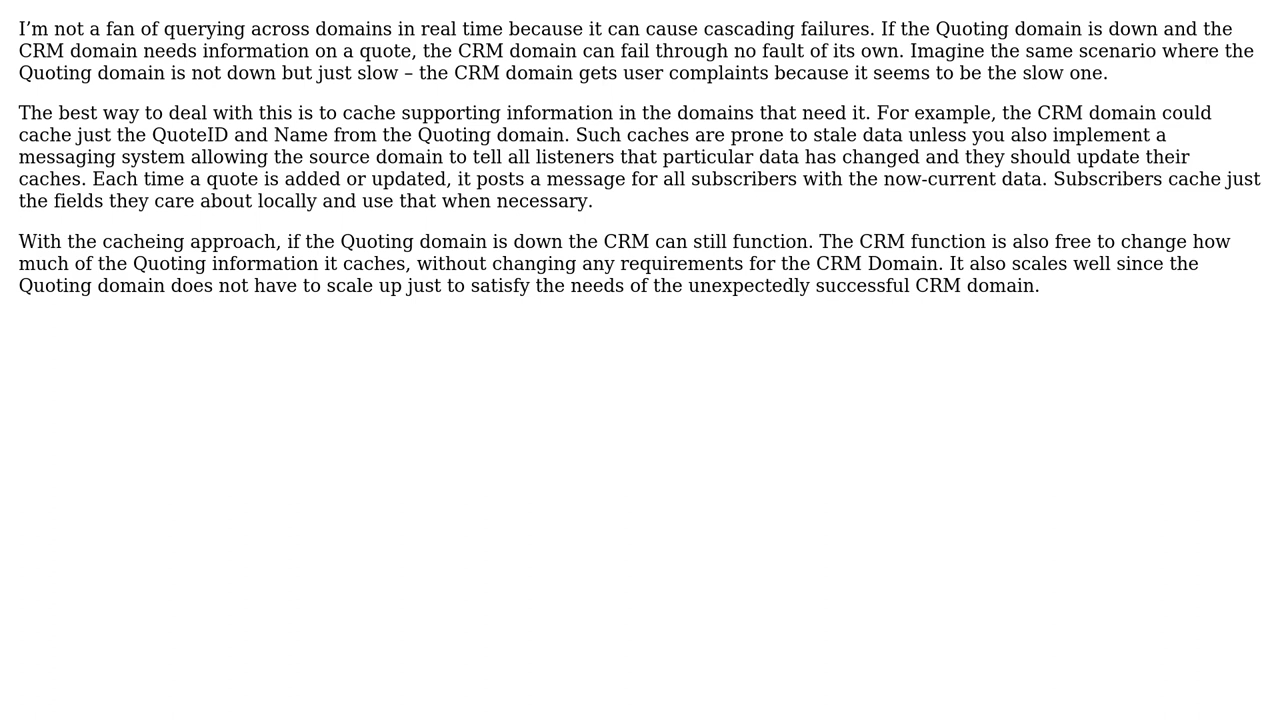 I’m not a fan of querying across domains in real time because it can cause cascading failures. If the Quoting domain is down and the
CRM domain needs information on a quote, the CRM domain can fail through no fault of its own. Imagine the same scenario where the
Quoting domain is not down but just slow – the CRM domain gets user complaints because it seems to be the slow one.
The best way to deal with this is to cache supporting information in the domains that need it. For example, the CRM domain could
cache just the QuoteID and Name from the Quoting domain. Such caches are prone to stale data unless you also implement a
messaging system allowing the source domain to tell all listeners that particular data has changed and they should update their
caches. Each time a quote is added or updated, it posts a message for all subscribers with the now-current data. Subscribers cache just
the fields they care about locally and use that when necessary.
With the cacheing approach, if the Quoting domain is down the CRM can still function. The CRM function is also free to change how
much of the Quoting information it caches, without changing any requirements for the CRM Domain. It also scales well since the
Quoting domain does not have to scale up just to satisfy the needs of the unexpectedly successful CRM domain.